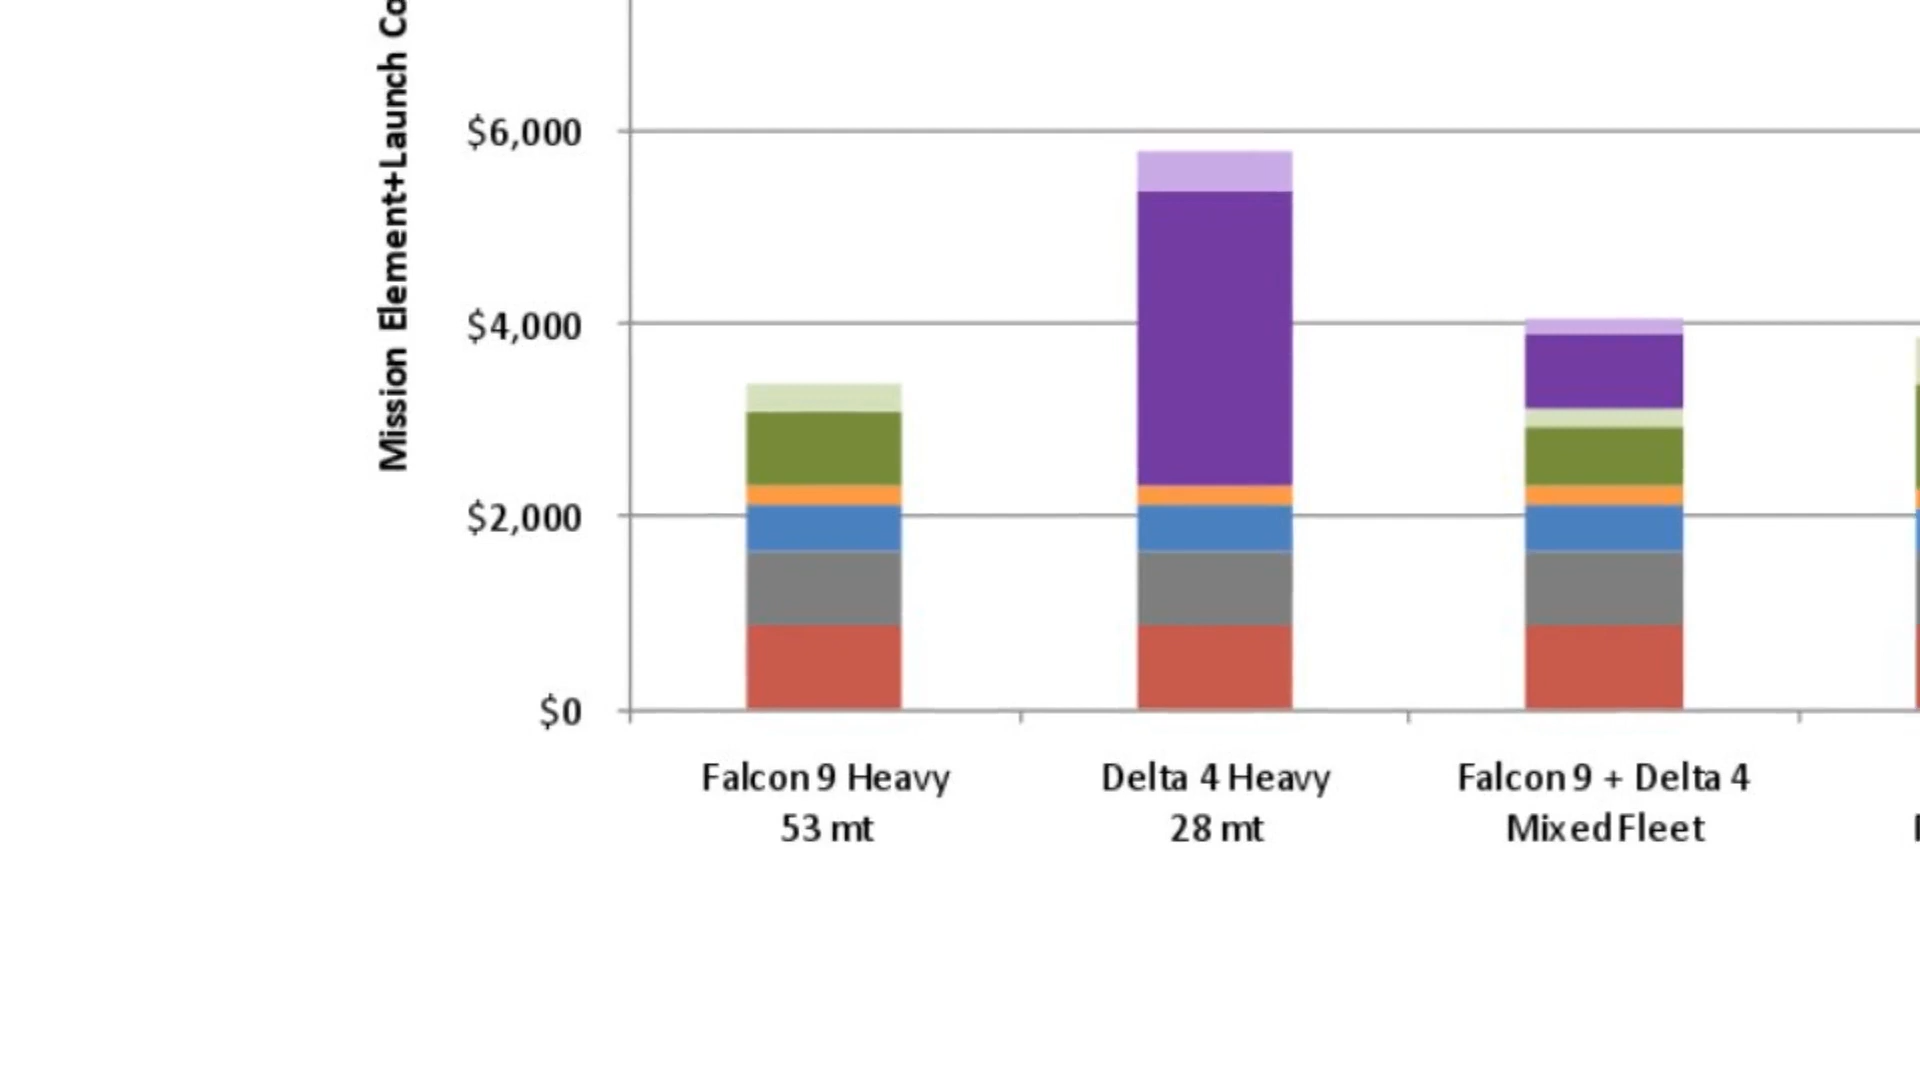 Mission Element+Launch
$6,000
$4,000
$2,000
$0
Falcon 9 Heavy
53 mt
Delta 4 Heavy
28 mt
Falcon 9 + Delta 4
Mixed Fleet